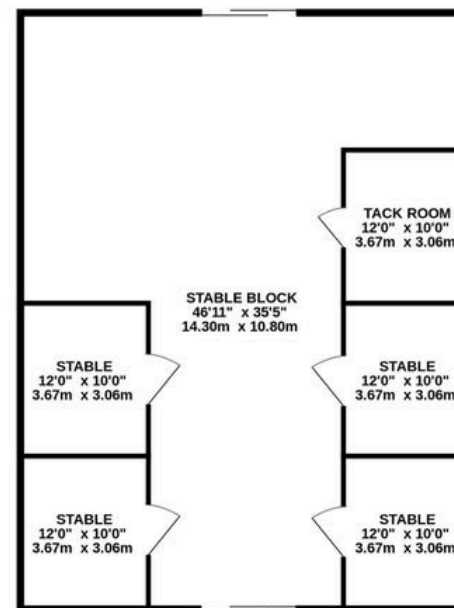 TACK ROOM
12'0" x 10'0"
3.67m x 3.06m
STABLE BLOCK
46'11" x 35'5"
14.30m x 10.80m
STABLE
12'0" x 10'0"
3.67m x 3.06m
STABLE
12'0" x 10'0"
3.67m x 3.06m
STABLE
12'0" x 10'0"
3.67m x 3.06m
STABLE
12'0" x 10'0"
3.67m x 3.06m